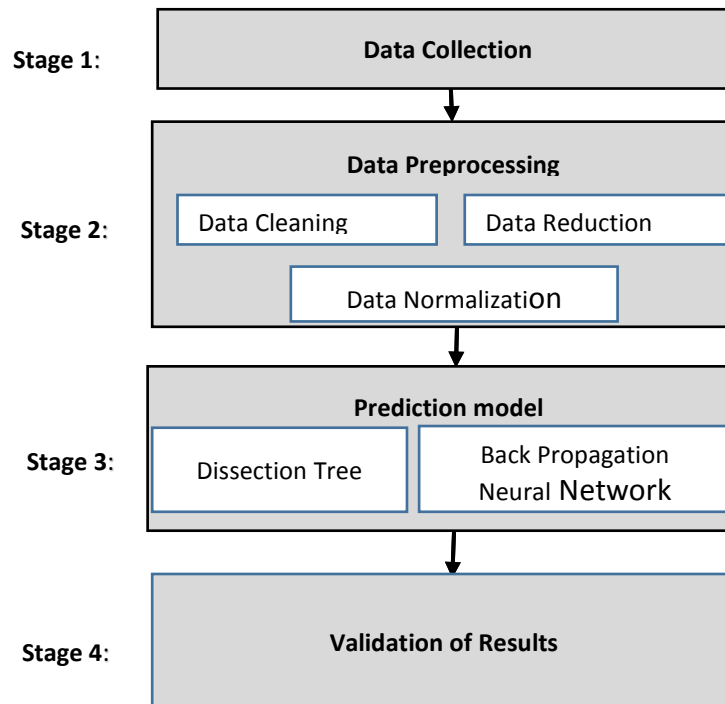 Stage 1:
Data Collection
Stage 2:
Data Preprocessing
Data Cleaning
Data Reduction
Data Normalization
Stage 3:
Prediction model
Dissection Tree
Back Propagation
Neural Network
Stage 4:
Validation of Results